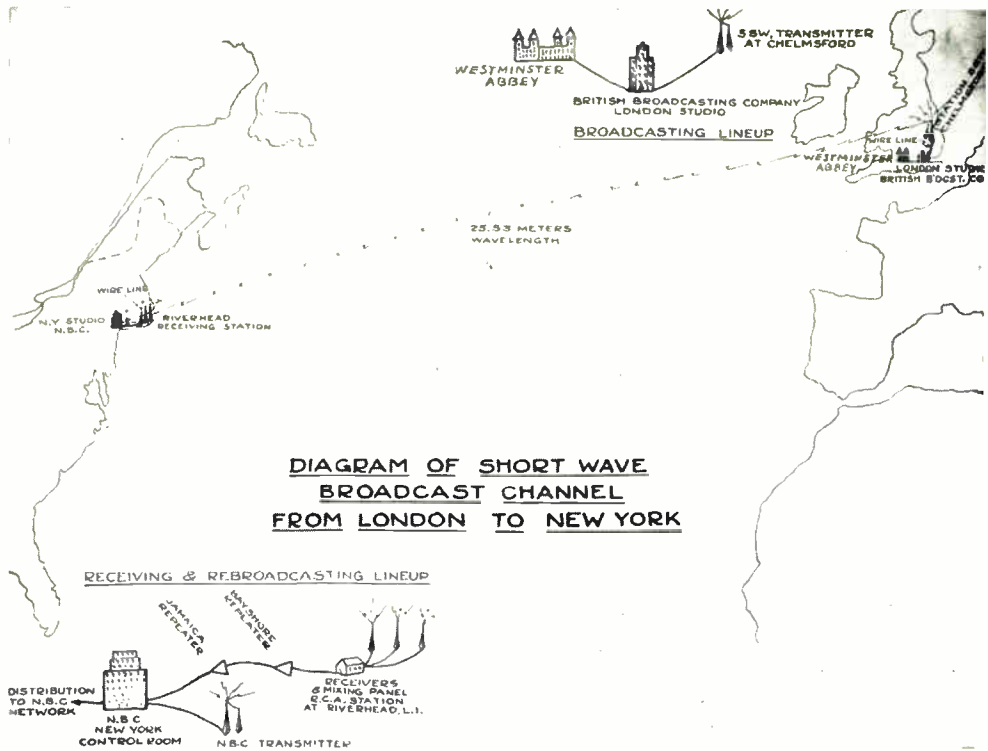 5SW, TRANSMITTER
AT CHELMSFORD
WESTMINSTER
ABBEY
BRITISH BROADCASTING COMPANY
LONDON STUDIO
BROADCASTING LINEUP
STATION 5SW
CHELMSFORD
WIRE LINE
WESTMINSTER
ABBEY
LONDON STUDIO
BRITISH B'DCST. CO
25.53 METERS
WAVELENGTH
WIRE LINE
N.Y STUDIO
N.B.C.
RIVERHEAD
RECEIVING STATION
DIAGRAM OF SHORT WAVE
BROADCAST CHANNEL
FROM LONDON TO NEW YORK
RECEIVING & REBROADCASTING LINEUP
JAMAICA
REPEATER
BAYSHORE
REPEATER
RECEIVERS
& MIXING PANEL
R.C.A. STATION
AT RIVERHEAD, L.I.
DISTRIBUTION
TO N.B.C
NETWORK
N.B.C
NEW YORK
CONTROL ROOM
N.B.C TRANSMITTER